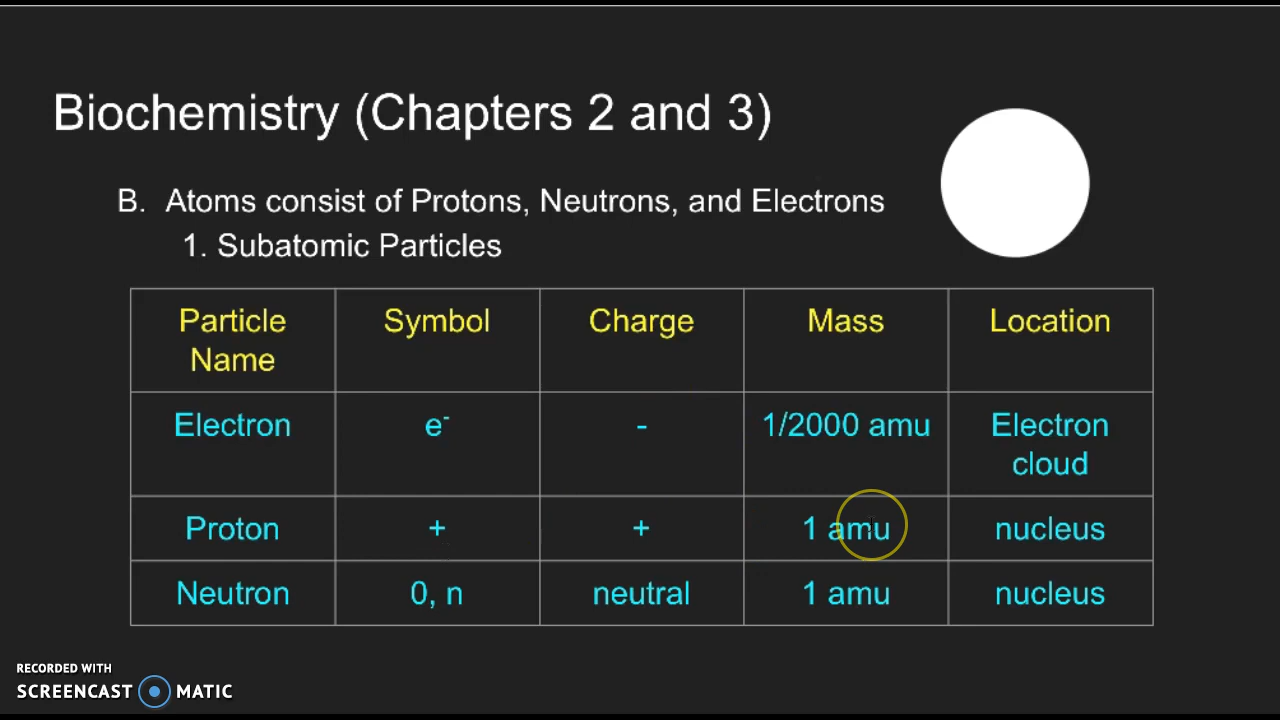 Biochemistry (Chapters 2 and 3)
B. Atoms consist of Protons, Neutrons, and Electrons
1. Subatomic Particles
Particle Name Symbol Charge Mass Location
Electron e⁻ - 1/2000 amu Electron cloud
Proton + + 1 amu nucleus
Neutron 0, n neutral 1 amu nucleus
RECORDED WITH
SCREENCAST MATIC